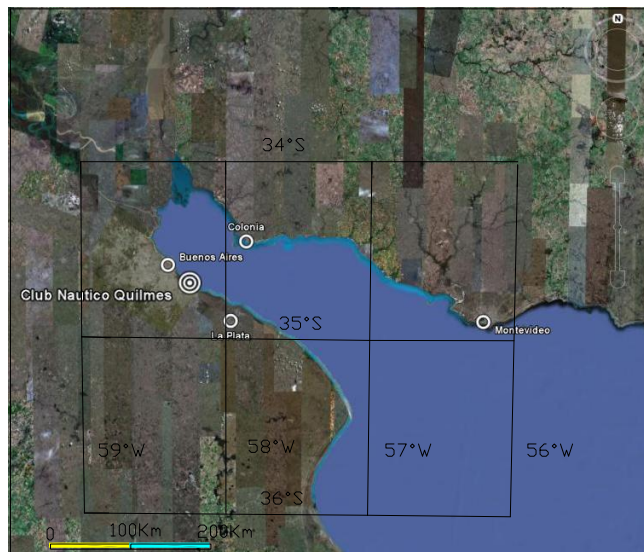 N
34°S
Colonia
Buenos Aires
Club Nautico Quilmes
35°S
La Plata
Montevideo
59°W
58°W
57°W
56°W
36°S
0
100Km
200Km